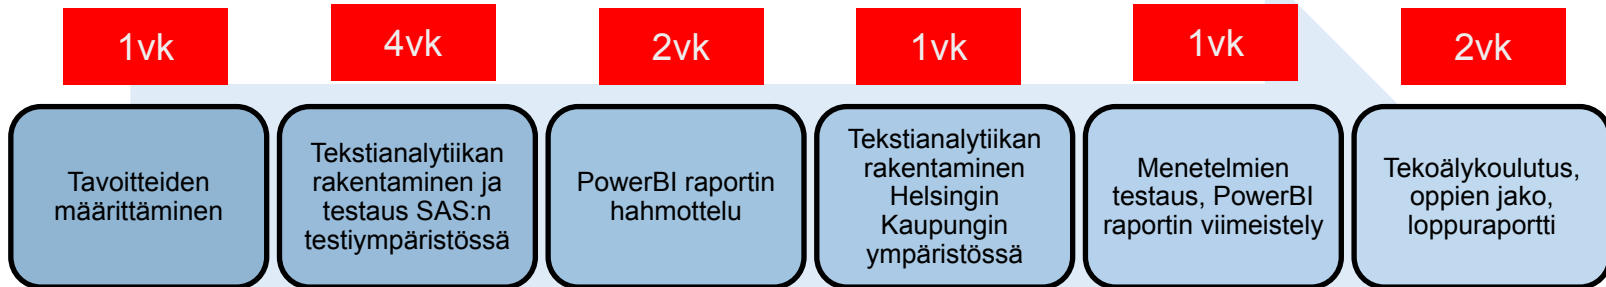 1vk
4vk
2vk
1vk
1vk
2vk
Tavoitteiden
määrittäminen
Tekstianalytiikan
rakentaminen ja
testaus SAS:n
testiympäristössä
PowerBI raportin
hahmottelu
Tekstianalytiikan
rakentaminen
Helsingin
Kaupungin
ympäristössä
Menetelmien
testaus, PowerBI
raportin viimeistely
Tekoälykoulutus,
oppien jako,
loppuraportti